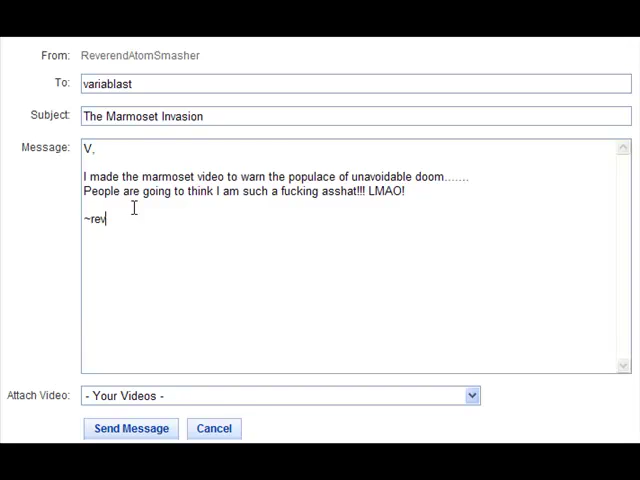 From: ReverendAtomSmasher
To: variablast
Subject: The Marmoset Invasion
Message: V,
I made the marmoset video to warn the populace of unavoidable doom.......
People are going to think I am such a fucking asshat!!! LMAO!
~rev
Attach Video: - Your Videos -
Send Message Cancel